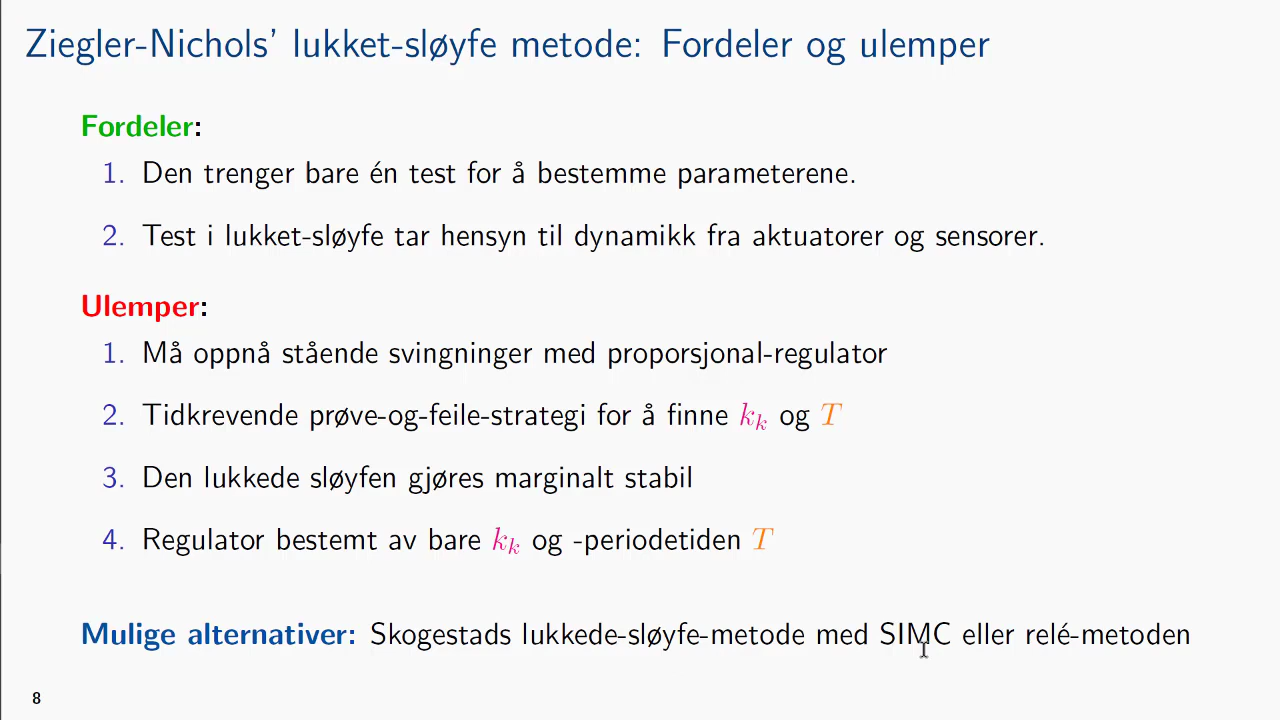 Ziegler-Nichols’ lukket-sløyfe metode: Fordeler og ulemper
Fordeler:
1. Den trenger bare én test for å bestemme parameterene.
2. Test i lukket-sløyfe tar hensyn til dynamikk fra aktuatorer og sensorer.
Ulemper:
1. Må oppnå stående svingninger med proporsjonal-regulator
2. Tidkrevende prøve-og-feile-strategi for å finne k_k og T
3. Den lukkede sløyfen gjøres marginalt stabil
4. Regulator bestemt av bare k_k og -periodetiden T
Mulige alternativer: Skogestads lukkede-sløyfe-metode med SIMC eller relé-metoden
8